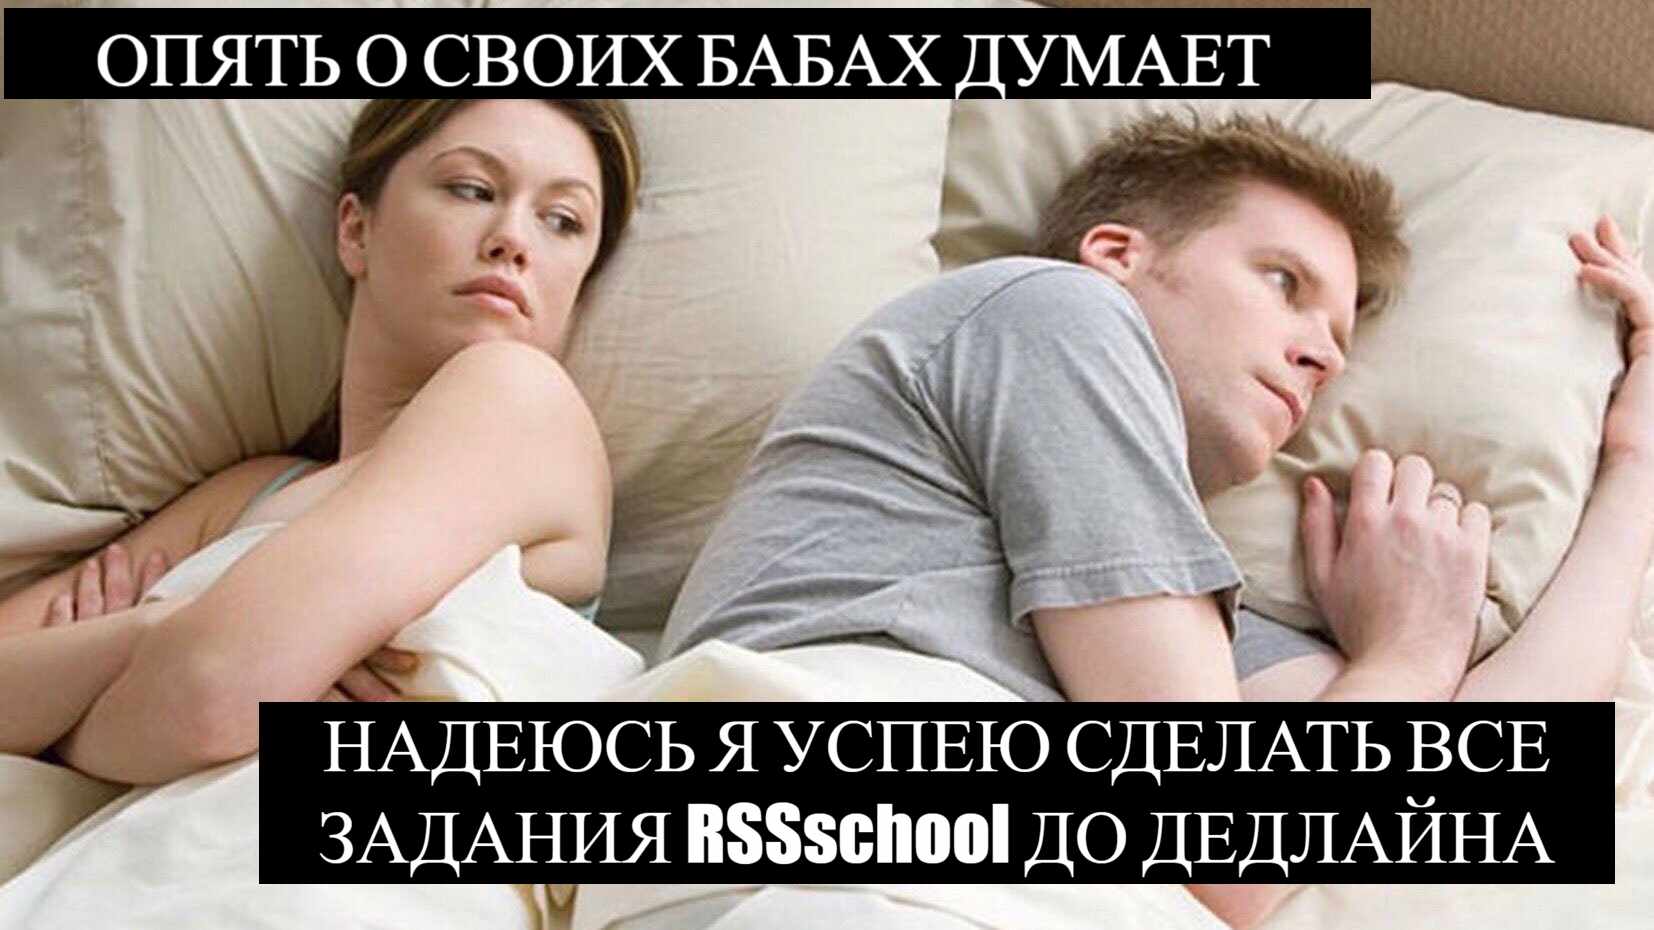 ОПЯТЬ О СВОИХ БАБАХ ДУМАЕТ
НАДЕЮСЬ Я УСПЕЮ СДЕЛАТЬ ВСЕ
ЗАДАНИЯ RSSschool ДО ДЕДЛАЙНА